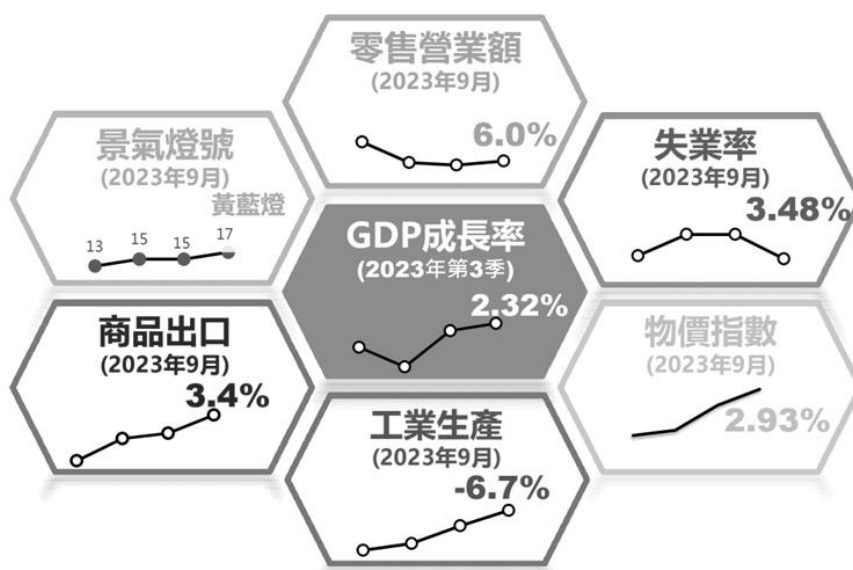 零售營業額
(2023年9月)
6.0%
景氣燈號
(2023年9月)
黃藍燈
13
15
15
17
失業率
(2023年9月)
3.48%
GDP成長率
(2023年第3季)
2.32%
商品出口
(2023年9月)
3.4%
物價指數
(2023年9月)
2.93%
工業生產
(2023年9月)
-6.7%